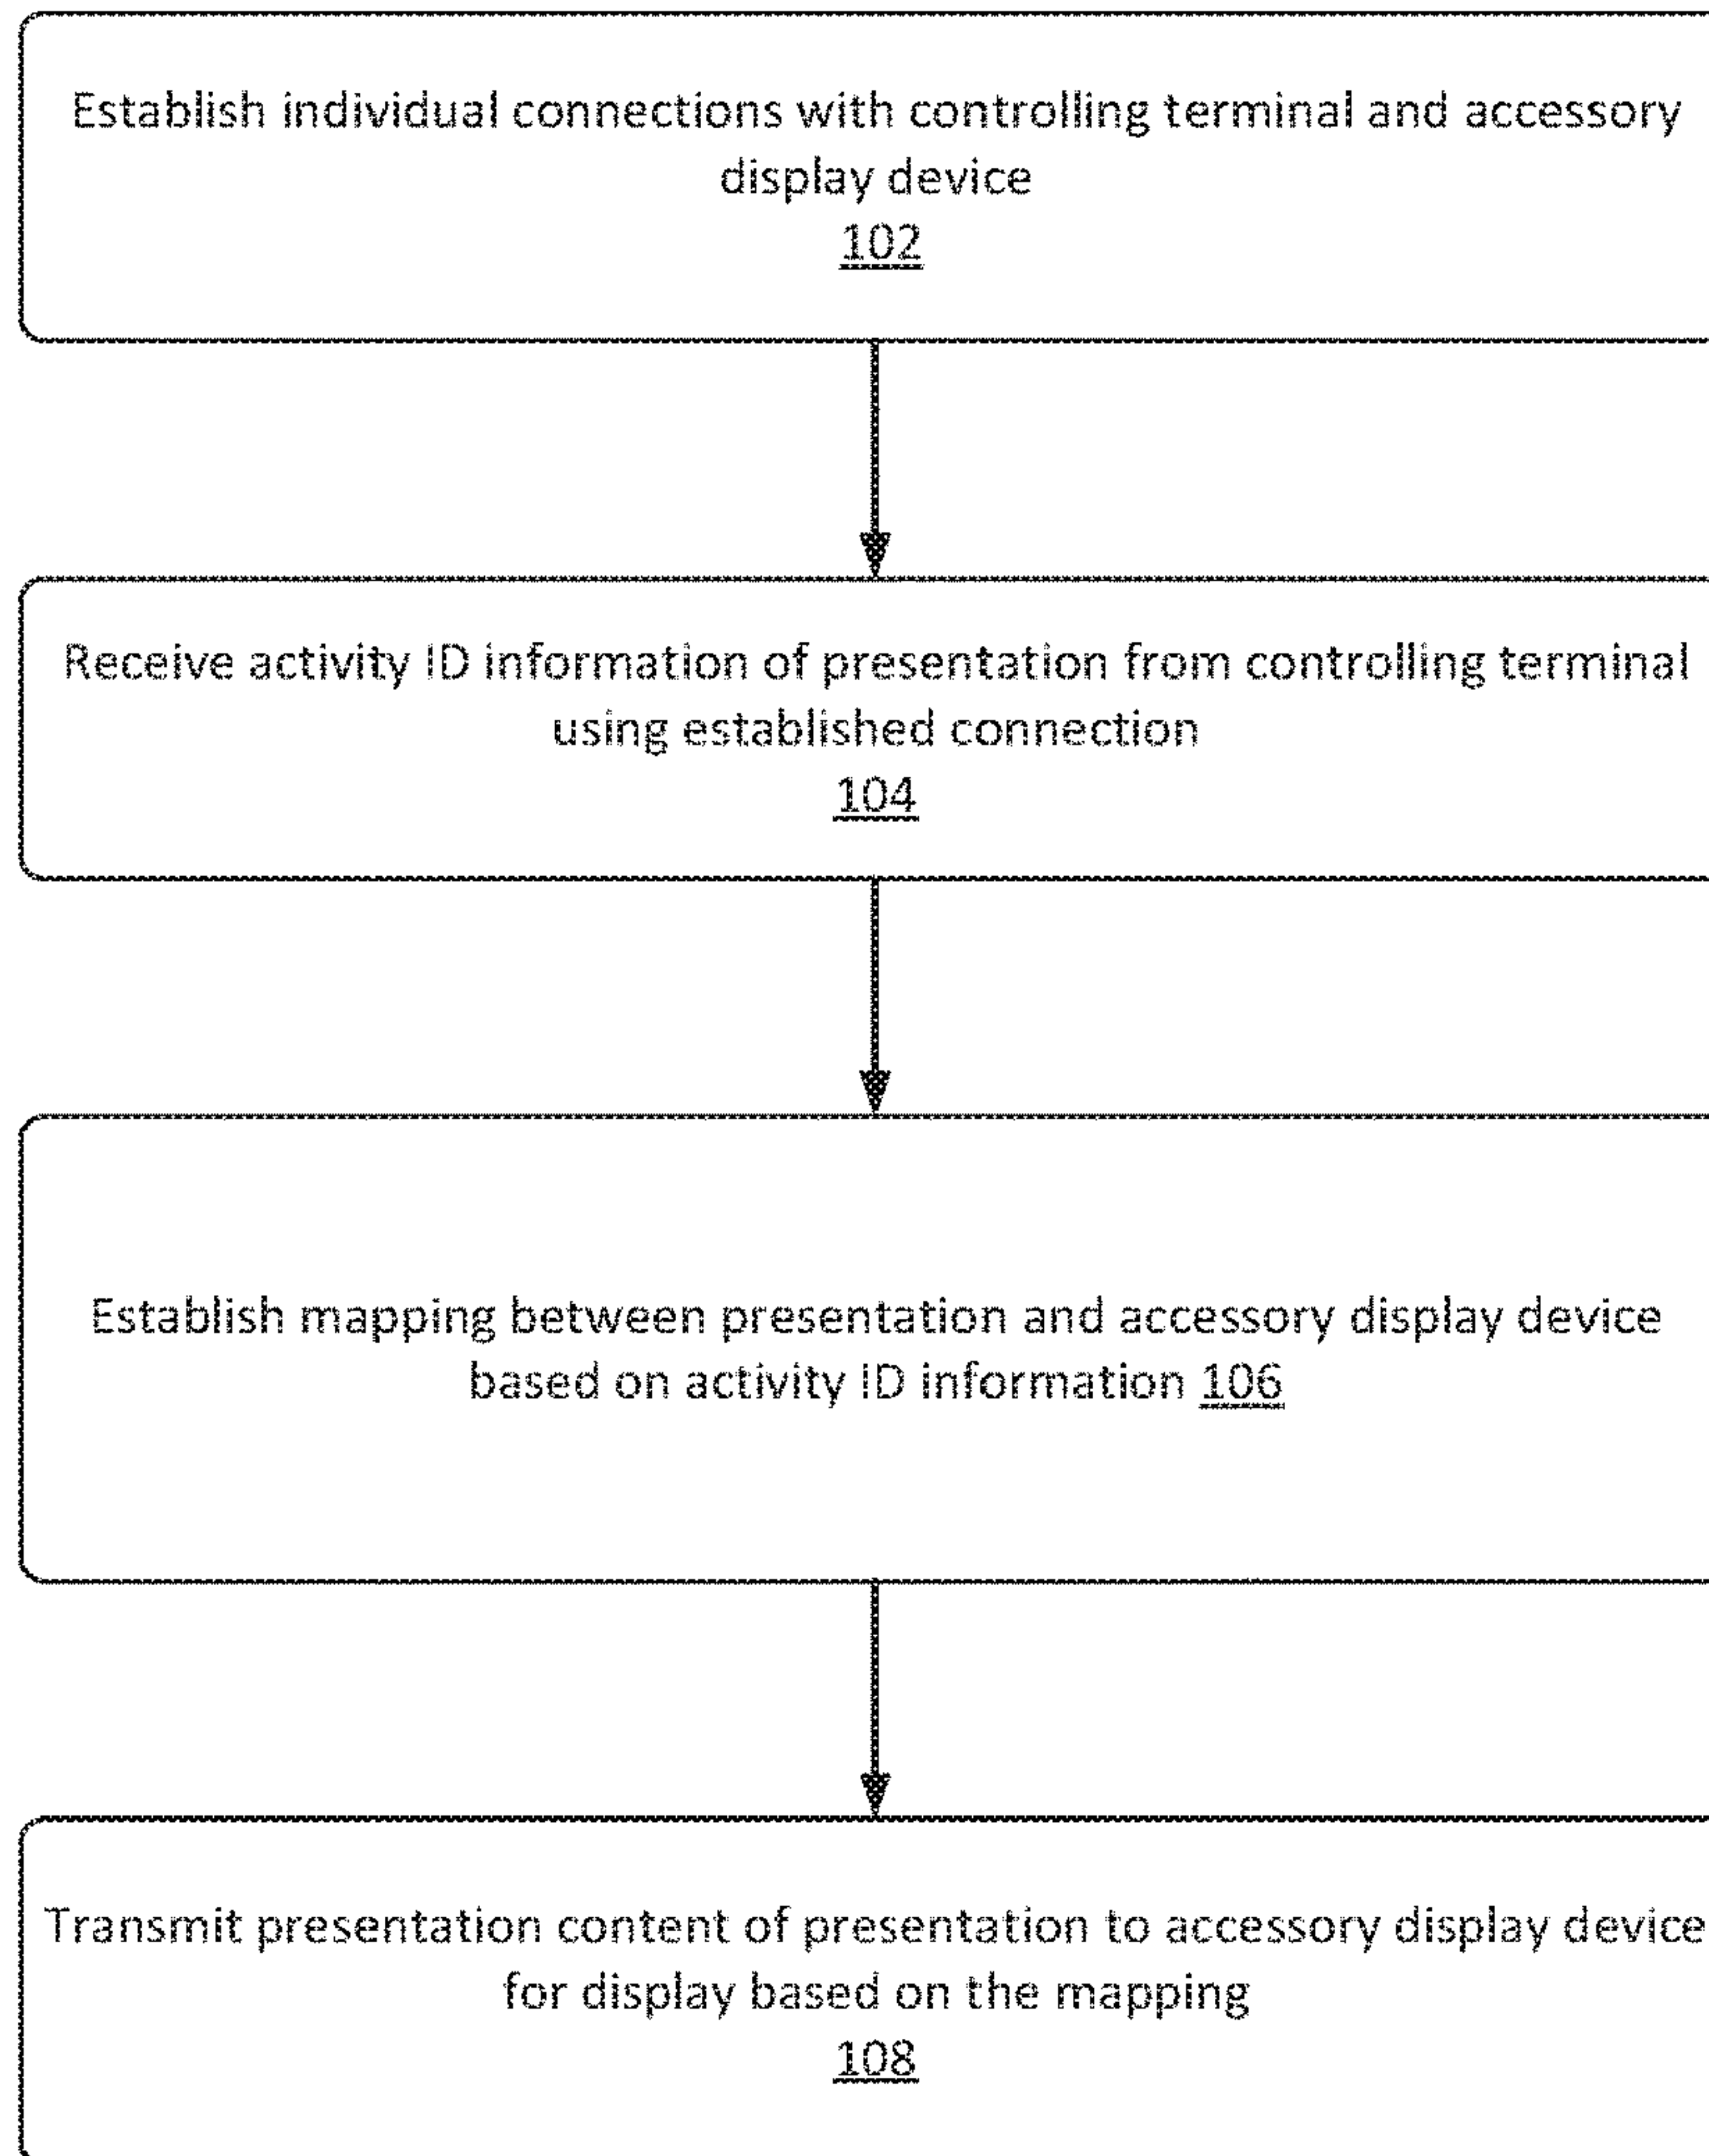 Establish individual connections with controlling terminal and accessory
display device
102
Receive activity ID information of presentation from controlling terminal
using established connection
104
Establish mapping between presentation and accessory display device
based on activity ID information 106
Transmit presentation content of presentation to accessory display device
for display based on the mapping
108